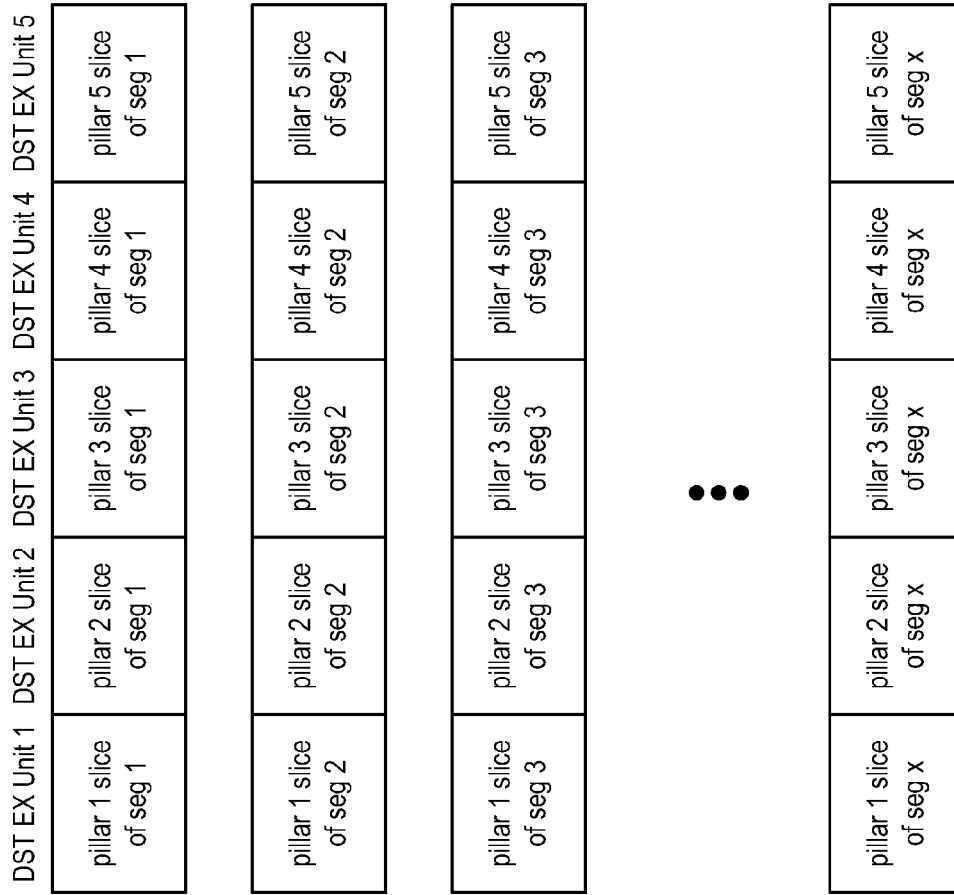 DST EX Unit 1
DST EX Unit 2
DST EX Unit 3
DST EX Unit 4
DST EX Unit 5
pillar 1 slice
of seg 1
pillar 2 slice
of seg 1
pillar 3 slice
of seg 1
pillar 4 slice
of seg 1
pillar 5 slice
of seg 1
pillar 1 slice
of seg 2
pillar 2 slice
of seg 2
pillar 3 slice
of seg 2
pillar 4 slice
of seg 2
pillar 5 slice
of seg 2
pillar 1 slice
of seg 3
pillar 2 slice
of seg 3
pillar 3 slice
of seg 3
pillar 4 slice
of seg 3
pillar 5 slice
of seg 3
pillar 1 slice
of seg x
pillar 2 slice
of seg x
pillar 3 slice
of seg x
pillar 4 slice
of seg x
pillar 5 slice
of seg x